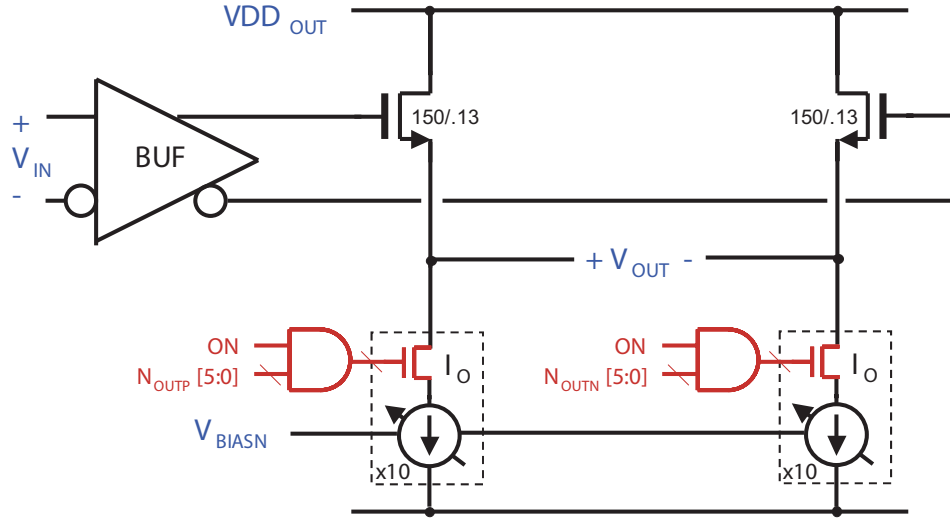 VDD OUT
150/.13
150/.13
+
V IN
-
BUF
+ V OUT -
ON
N OUTP [5:0]
I O
ON
N OUTN [5:0]
I O
V BIASN
x10
x10